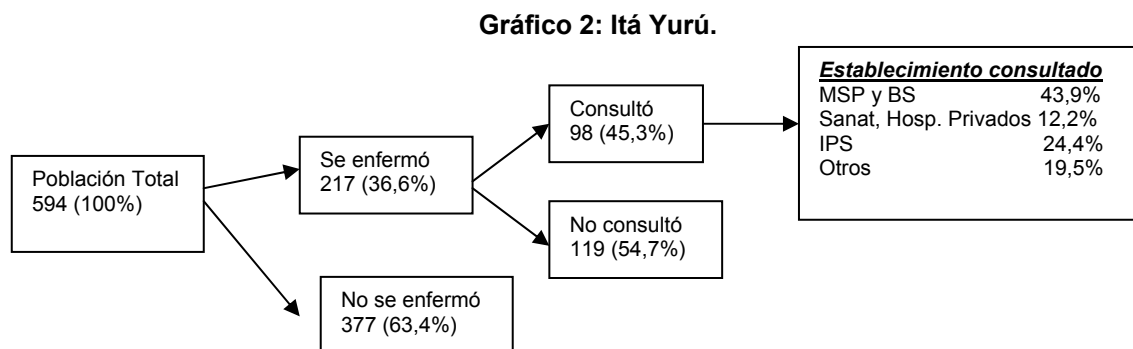 Gráfico 2: Itá Yurú.
Población Total
594 (100%)
Se enfermó
217 (36,6%)
No se enfermó
377 (63,4%)
Consultó
98 (45,3%)
No consultó
119 (54,7%)
Establecimiento consultado
MSP y BS 43,9%
Sanat, Hosp. Privados 12,2%
IPS 24,4%
Otros 19,5%